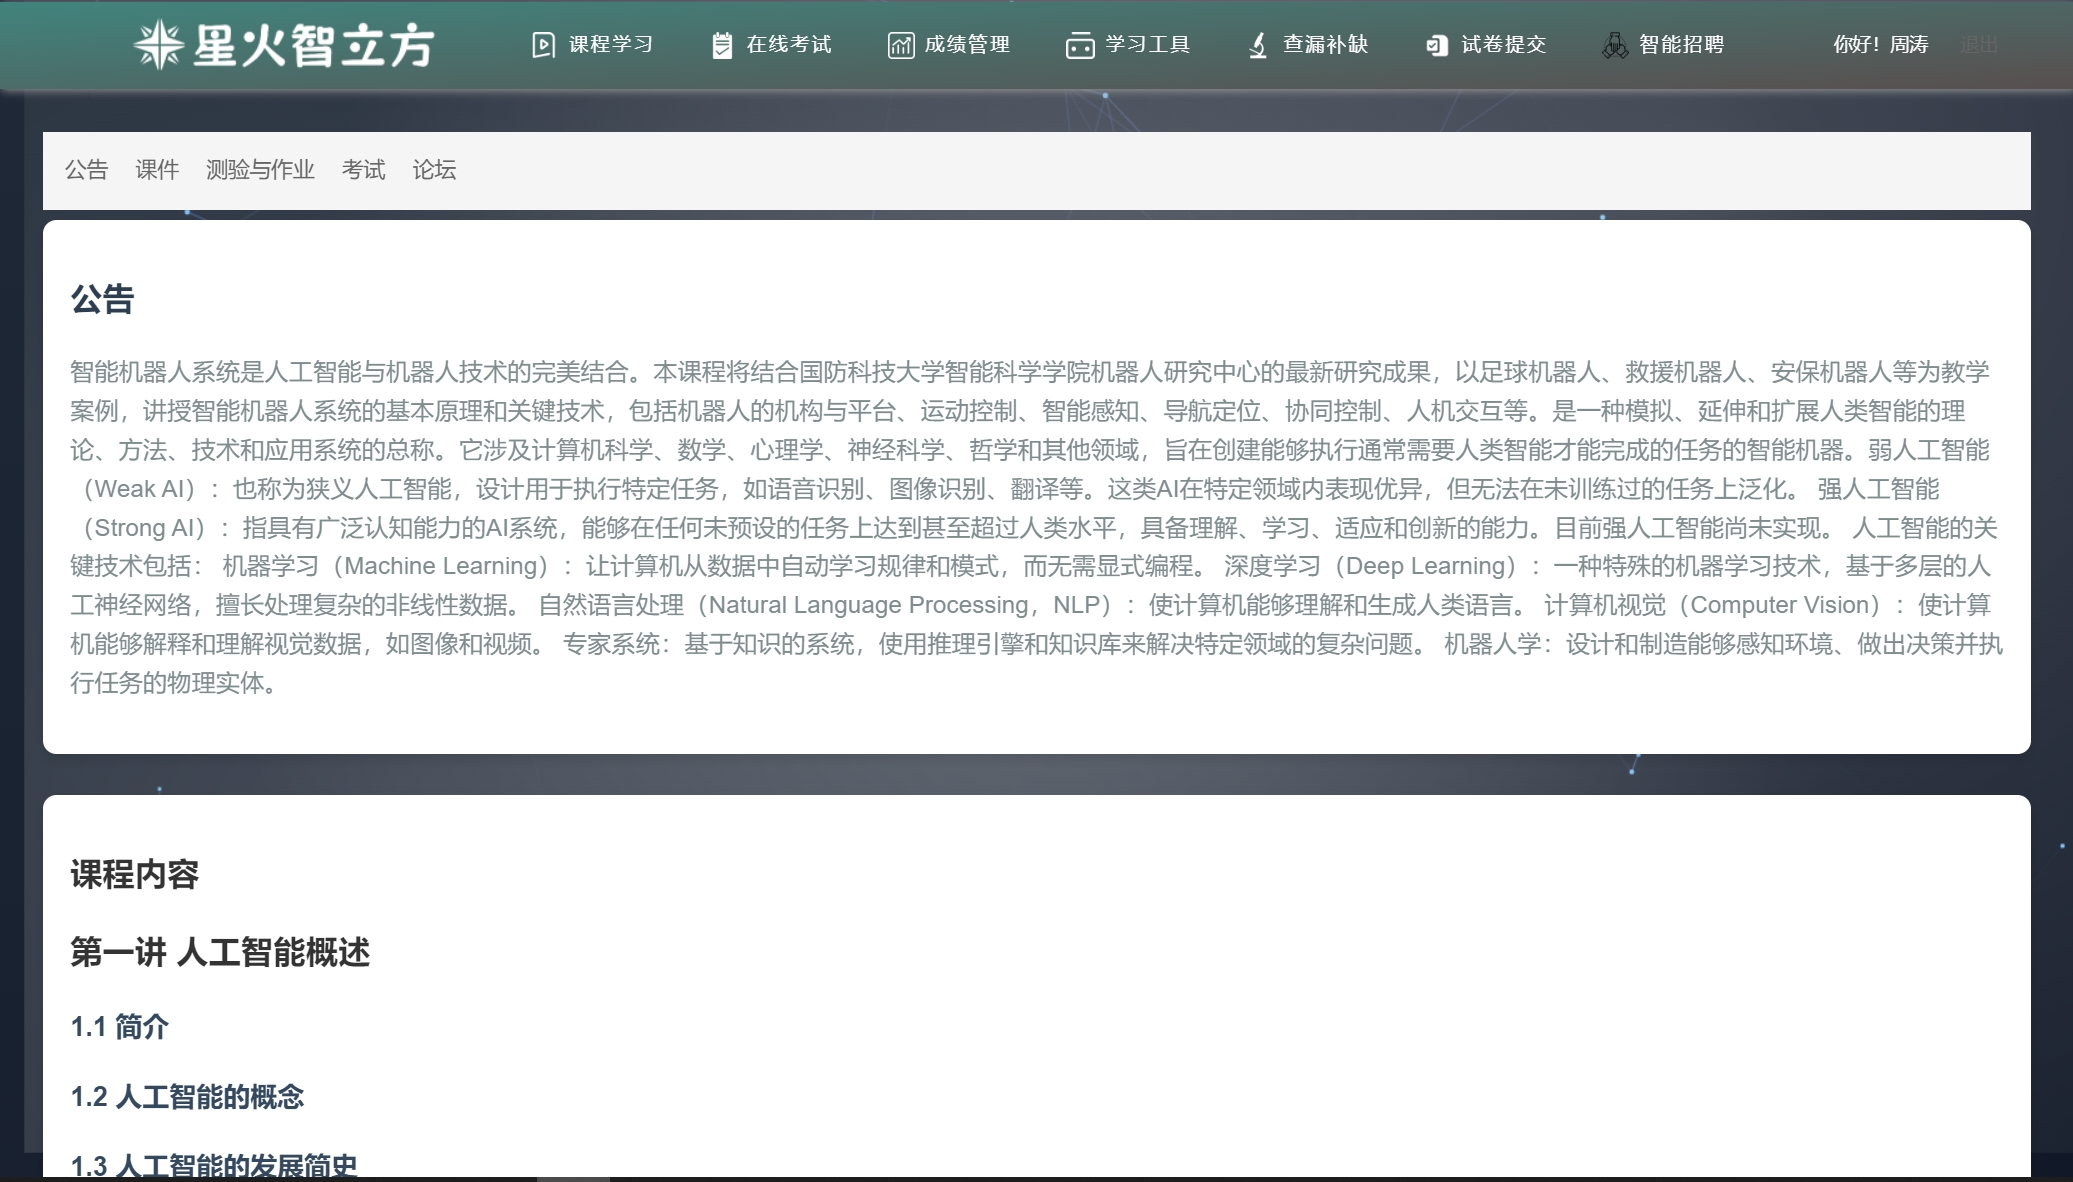 星火智立方 课程学习 在线考试 成绩管理 学习工具 查漏补缺 试卷提交 智能招聘 你好！周涛 退出
公告 课件 测验与作业 考试 论坛
公告
智能机器人系统是人工智能与机器人技术的完美结合。本课程将结合国防科技大学智能科学学院机器人研究中心的最新研究成果，以足球机器人、救援机器人、安保机器人等为教学
案例，讲授智能机器人系统的基本原理和关键技术，包括机器人的机构与平台、运动控制、智能感知、导航定位、协同控制、人机交互等。是一种模拟、延伸和扩展人类智能的理
论、方法、技术和应用系统的总称。它涉及计算机科学、数学、心理学、神经科学、哲学和其他领域，旨在创建能够执行通常需要人类智能才能完成的任务的智能机器。弱人工智能
（Weak AI）：也称为狭义人工智能，设计用于执行特定任务，如语音识别、图像识别、翻译等。这类AI在特定领域内表现优异，但无法在未训练过的任务上泛化。 强人工智能
（Strong AI）：指具有广泛认知能力的AI系统，能够在任何未预设的任务上达到甚至超过人类水平，具备理解、学习、适应和创新的能力。目前强人工智能尚未实现。 人工智能的关
键技术包括： 机器学习（Machine Learning）：让计算机从数据中自动学习规律和模式，而无需显式编程。 深度学习（Deep Learning）：一种特殊的机器学习技术，基于多层的人
工神经网络，擅长处理复杂的非线性数据。 自然语言处理（Natural Language Processing，NLP）：使计算机能够理解和生成人类语言。 计算机视觉（Computer Vision）：使计算
机能够解释和理解视觉数据，如图像和视频。 专家系统：基于知识的系统，使用推理引擎和知识库来解决特定领域的复杂问题。 机器人学：设计和制造能够感知环境、做出决策并执
行任务的物理实体。
课程内容
第一讲 人工智能概述
1.1 简介
1.2 人工智能的概念
1.3 人工智能的发展简史